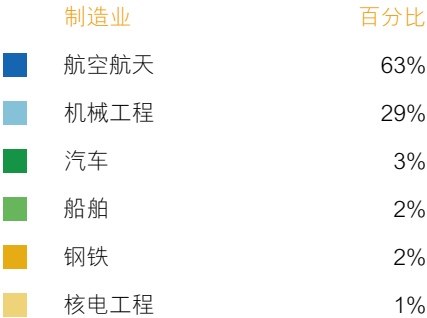 制造业 百分比
航空航天 63%
机械工程 29%
汽车 3%
船舶 2%
钢铁 2%
核电工程 1%